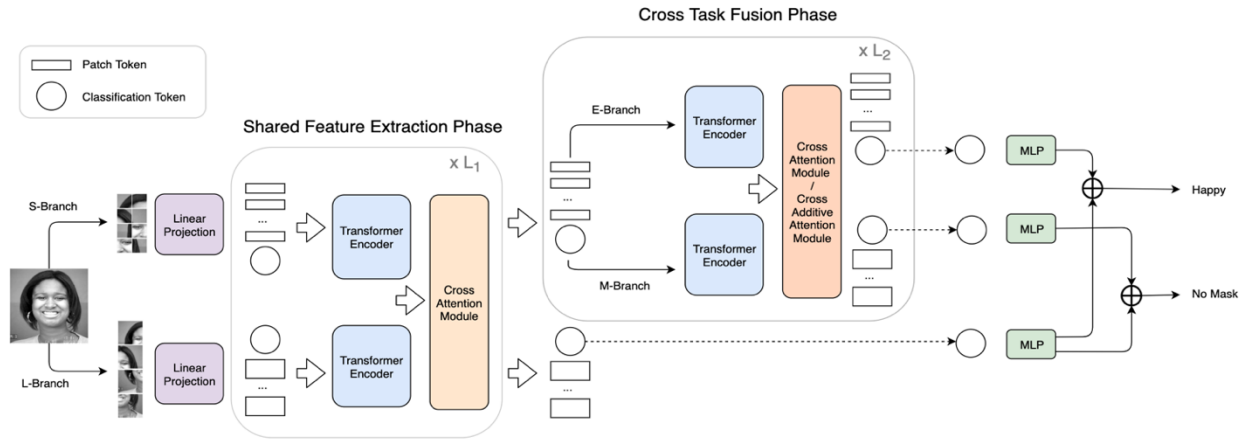 Cross Task Fusion Phase
x L2
Patch Token
Classification Token
Shared Feature Extraction Phase
x L1
E-Branch
Transformer
Encoder
...
Cross
Attention
Module
/
Cross
Additive
Attention
Module
MLP
Happy
S-Branch
Linear
Projection
...
Transformer
Encoder
...
Cross
Attention
Module
M-Branch
Transformer
Encoder
...
MLP
No Mask
L-Branch
Linear
Projection
...
Transformer
Encoder
...
MLP